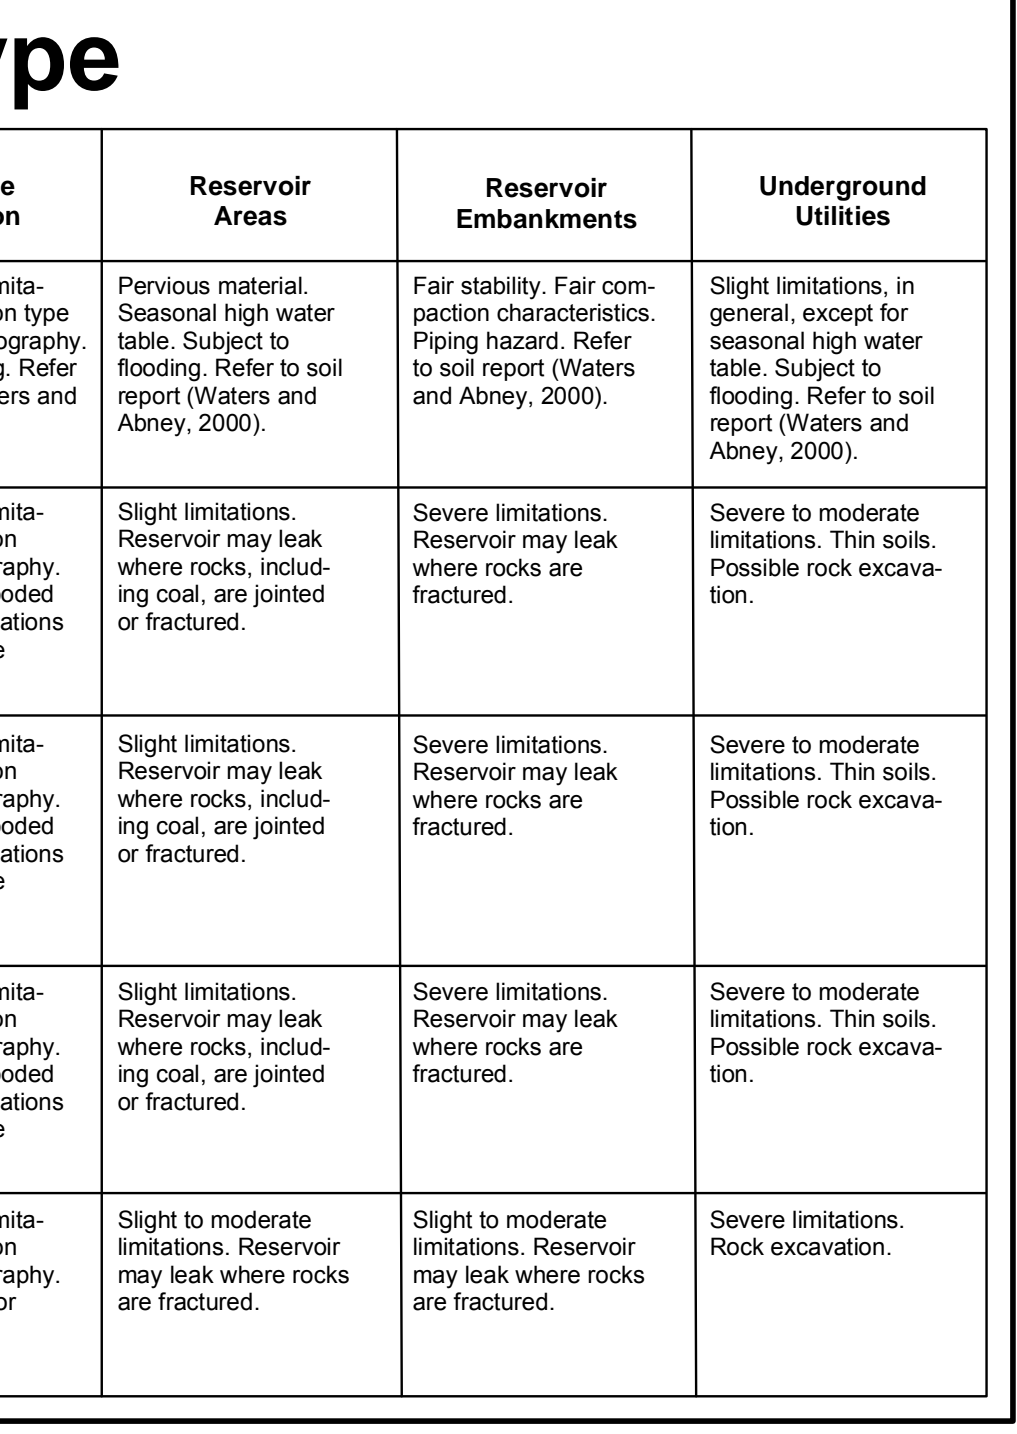 ype
e
on
Reservoir
Areas
Reservoir
Embankments
Underground
Utilities
mita-
on type
ography.
g. Refer
ers and
Pervious material.
Seasonal high water
table. Subject to
flooding. Refer to soil
report (Waters and
Abney, 2000).
Fair stability. Fair com-
paction characteristics.
Piping hazard. Refer
to soil report (Waters
and Abney, 2000).
Slight limitations, in
general, except for
seasonal high water
table. Subject to
flooding. Refer to soil
report (Waters and
Abney, 2000).
mita-
on
raphy.
ooded
ations
e
Slight limitations.
Reservoir may leak
where rocks, includ-
ing coal, are jointed
or fractured.
Severe limitations.
Reservoir may leak
where rocks are
fractured.
Severe to moderate
limitations. Thin soils.
Possible rock excava-
tion.
mita-
on
raphy.
ooded
ations
e
Slight limitations.
Reservoir may leak
where rocks, includ-
ing coal, are jointed
or fractured.
Severe limitations.
Reservoir may leak
where rocks are
fractured.
Severe to moderate
limitations. Thin soils.
Possible rock excava-
tion.
mita-
on
raphy.
ooded
ations
e
Slight limitations.
Reservoir may leak
where rocks, includ-
ing coal, are jointed
or fractured.
Severe limitations.
Reservoir may leak
where rocks are
fractured.
Severe to moderate
limitations. Thin soils.
Possible rock excava-
tion.
mita-
on
raphy.
or
Slight to moderate
limitations. Reservoir
may leak where rocks
are fractured.
Slight to moderate
limitations. Reservoir
may leak where rocks
are fractured.
Severe limitations.
Rock excavation.